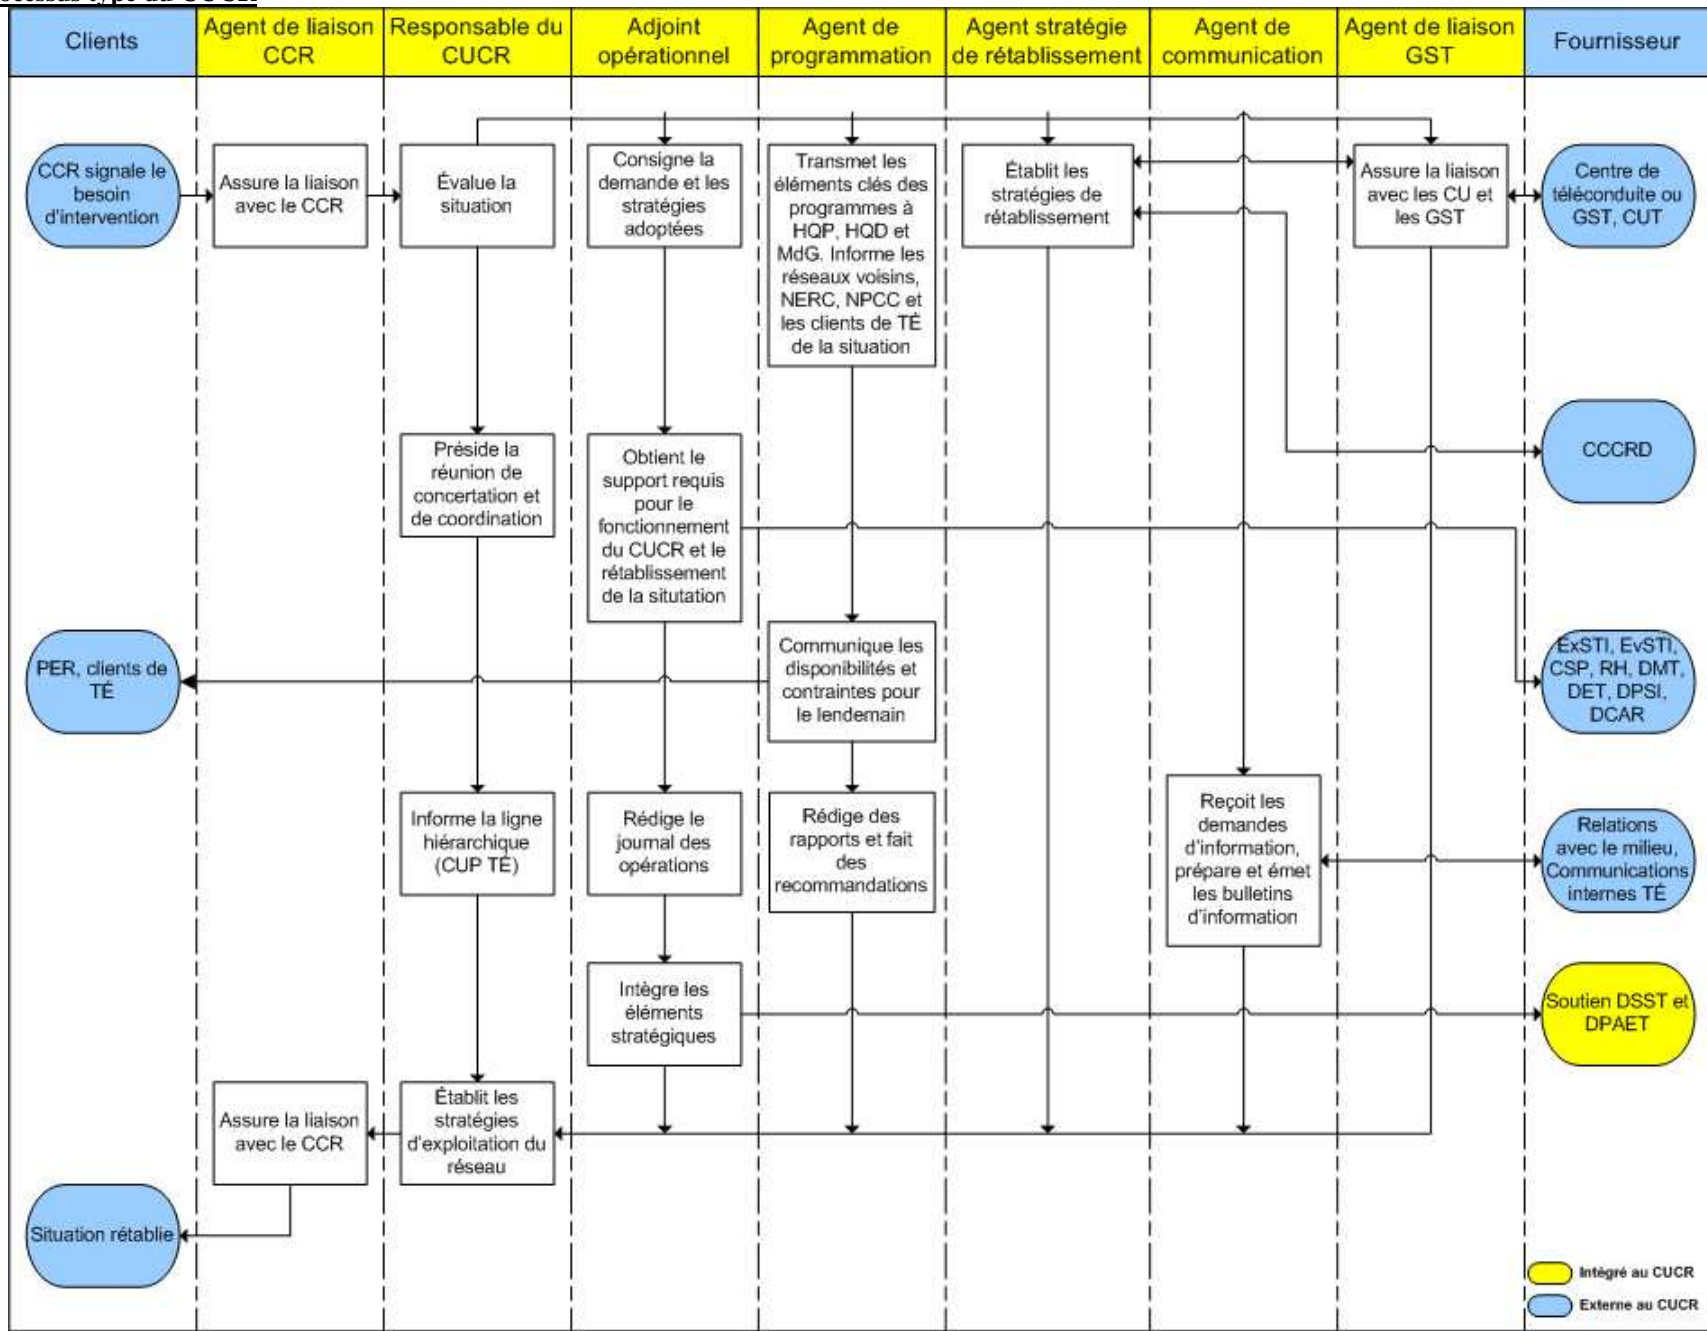 processus type du CUCR
Clients
Agent de liaison
CCR
Responsable du
CUCR
Adjoint
opérationnel
Agent de
programmation
Agent stratégie
de rétablissement
Agent de
communication
Agent de liaison
GST
Fournisseur
CCR signale le
besoin
d'intervention
Assure la liaison
avec le CCR
Évalue la
situation
Consigne la
demande et les
stratégies
adoptées
Transmet les
éléments clés des
programmes à
HQP, HQD et
MdG. Informe les
réseaux voisins,
NERC, NPCC et
les clients de TÉ
de la situation
Établit les
stratégies de
rétablissement
Assure la liaison
avec les CU et
les GST
Centre de
téléconduite ou
GST, CUT
Préside la
réunion de
concertation et
de coordination
Obtient le
support requis
pour le
fonctionnement
du CUCR et le
rétablissement
de la situtation
CCCRD
PER, clients de
TÉ
Communique les
disponibilités et
contraintes pour
le lendemain
ExSTI, EvSTI,
CSP, RH, DMT,
DET, DPSI,
DCAR
Informe la ligne
hiérarchique
(CUP TÉ)
Rédige le
journal des
opérations
Rédige des
rapports et fait
des
recommandations
Reçoit les
demandes
d'information,
prépare et émet
les bulletins
d'information
Relations
avec le milieu,
Communications
internes TÉ
Intègre les
éléments
stratégiques
Soutien DSST et
DPAET
Assure la liaison
avec le CCR
Établit les
stratégies
d'exploitation du
réseau
Situation rétablie
Intégré au CUCR
Externe au CUCR